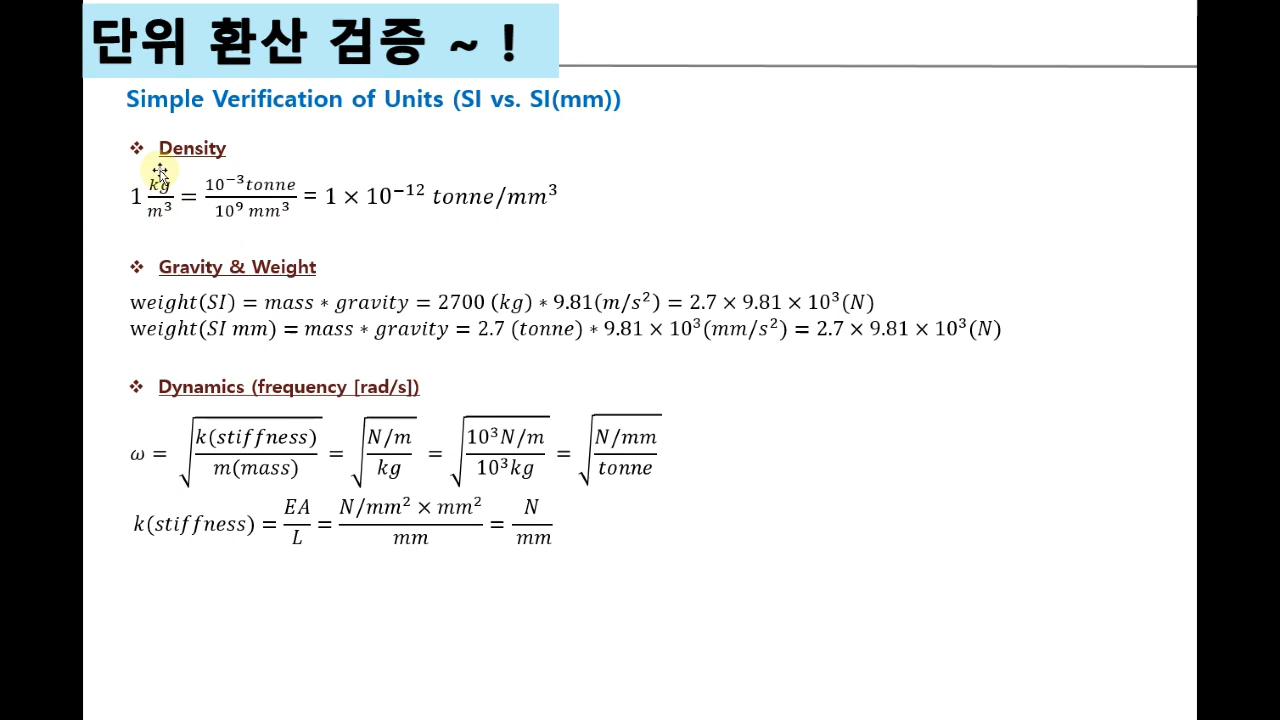 단위 환산 검증 ~ !
Simple Verification of Units (SI vs. SI(mm))
❖ Density
1 kg/m³ = 10⁻³tonne/10⁹ mm³ = 1 × 10⁻¹² tonne/mm³
❖ Gravity & Weight
weight(SI) = mass ∗ gravity = 2700 (kg) ∗ 9.81(m/s²) = 2.7 × 9.81 × 10³(N)
weight(SI mm) = mass ∗ gravity = 2.7 (tonne) ∗ 9.81 × 10³(mm/s²) = 2.7 × 9.81 × 10³(N)
❖ Dynamics (frequency [rad/s])
ω = √(k(stiffness)/m(mass)) = √(N/m/kg) = √(10³N/m/10³kg) = √(N/mm/tonne)
k(stiffness) = EA/L = N/mm² × mm²/mm = N/mm